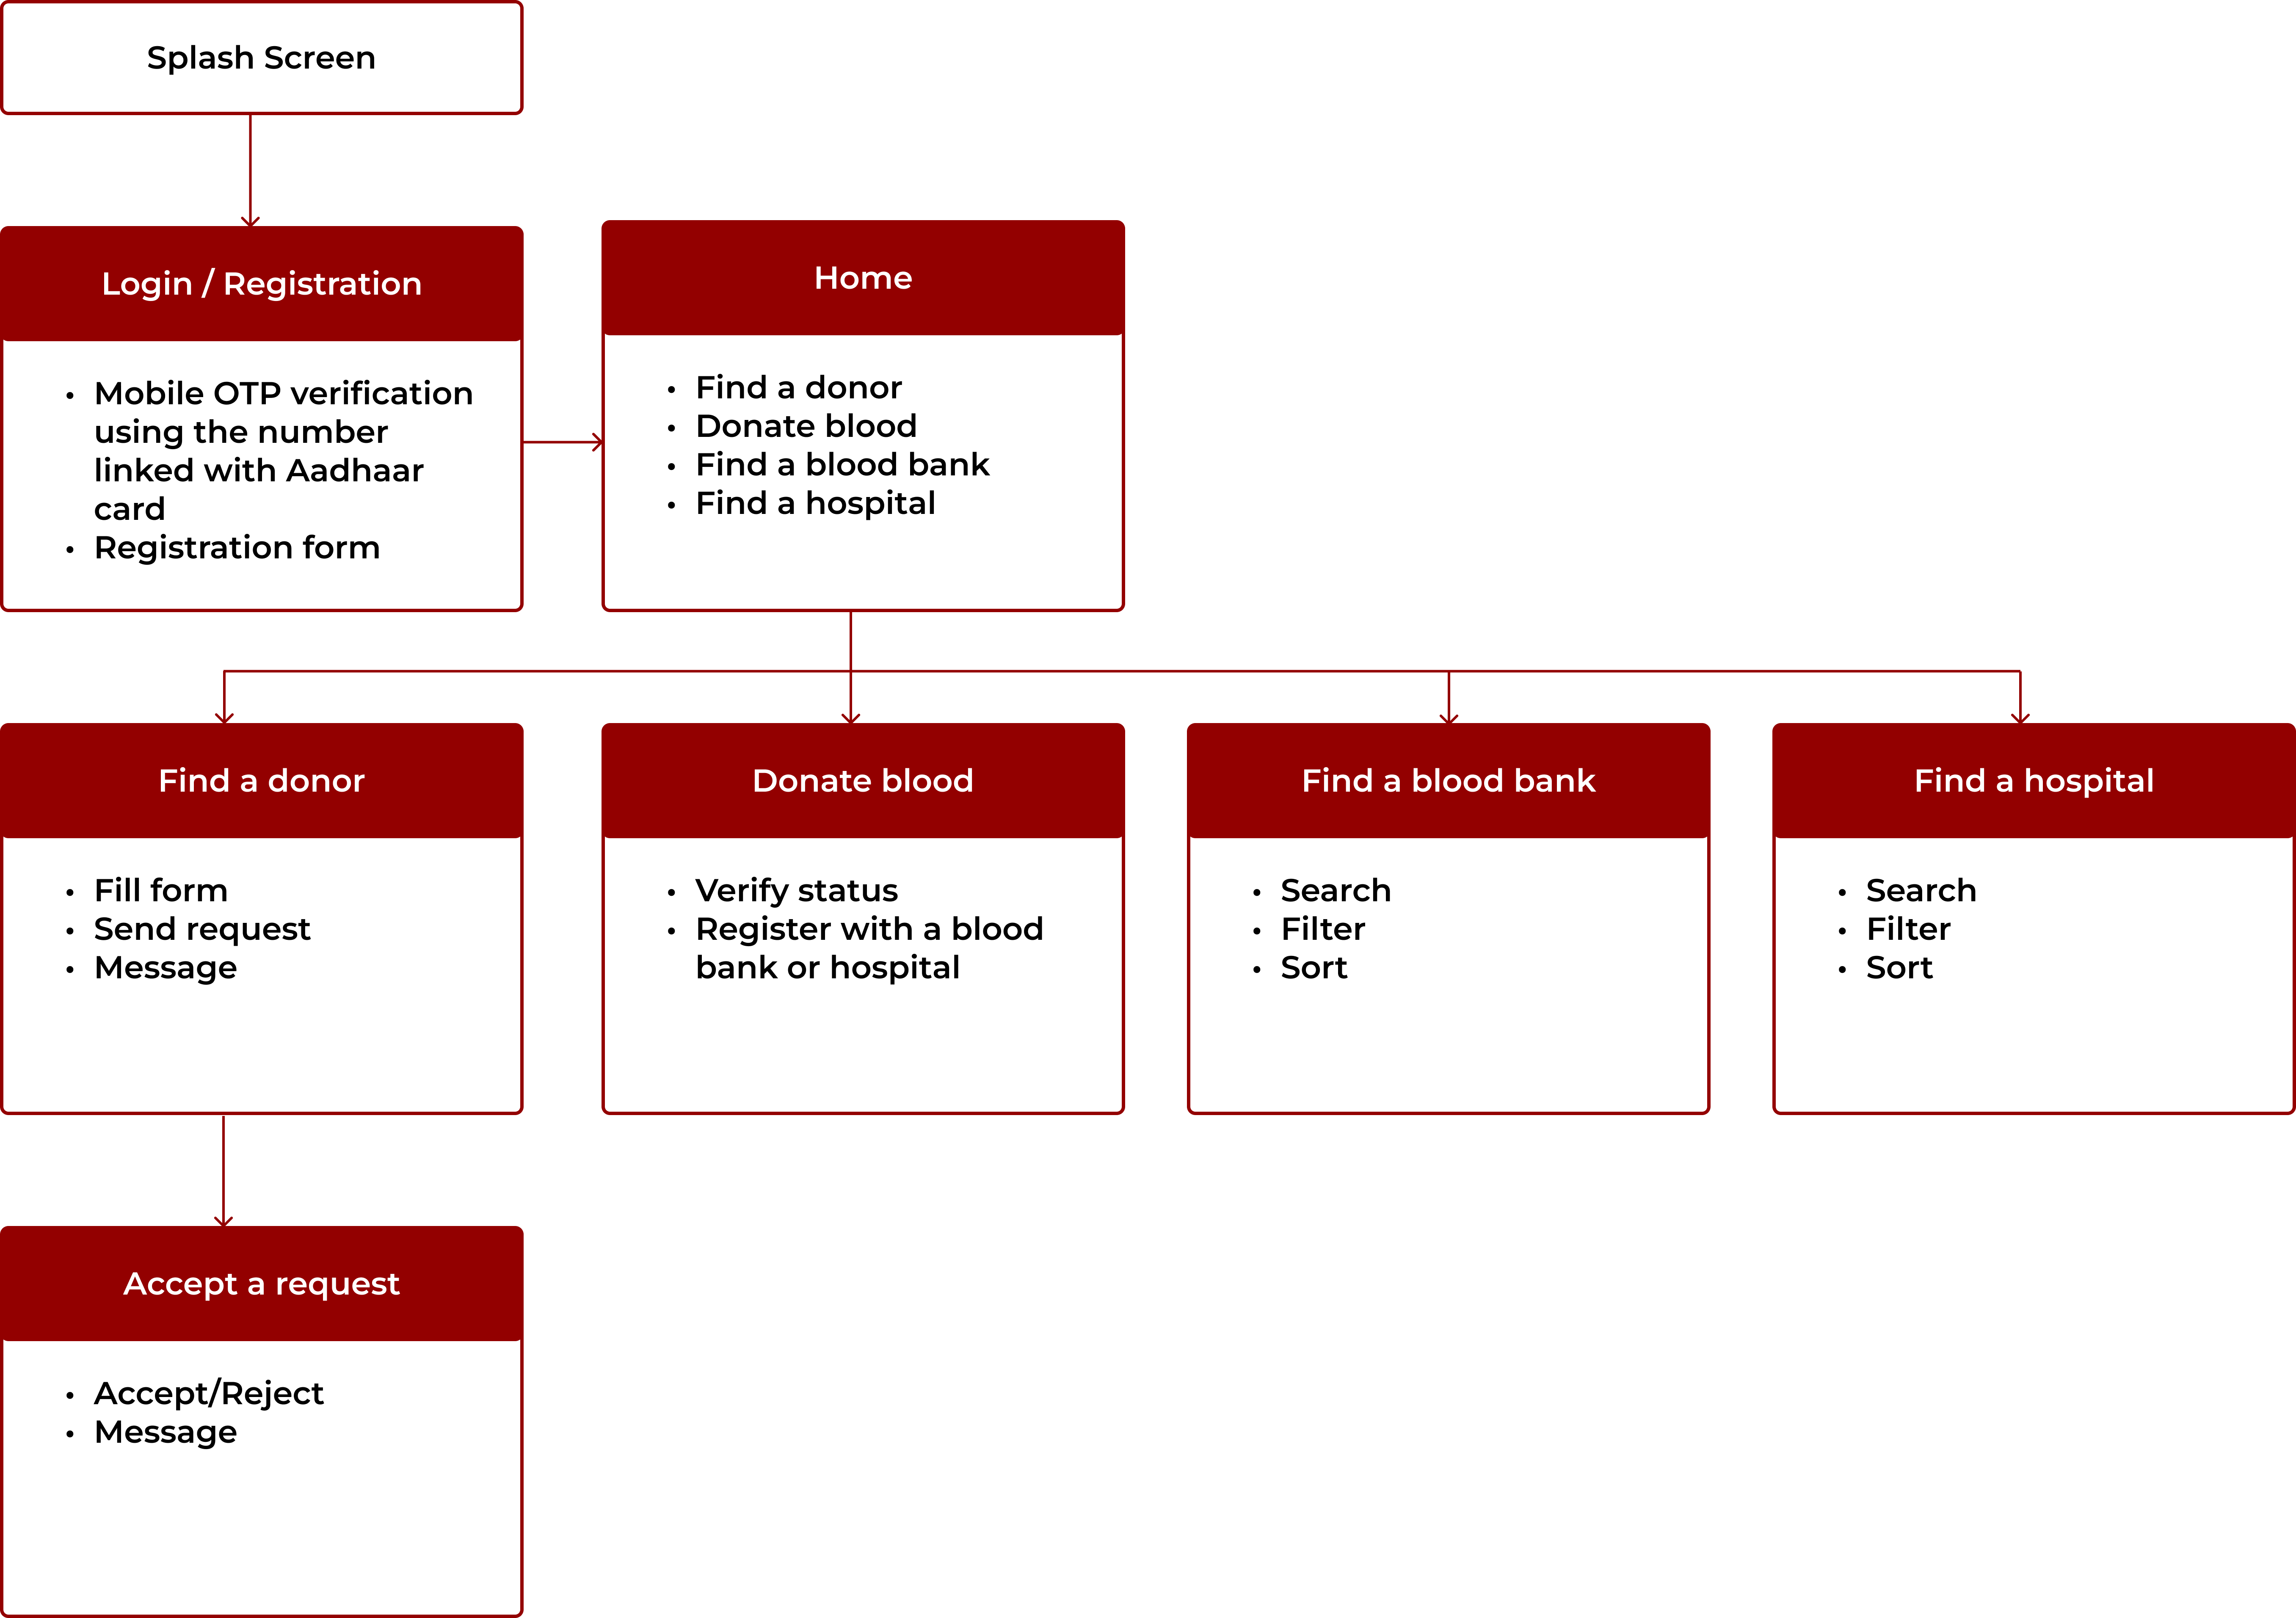 Splash Screen
Login / Registration
• Mobile OTP verification
using the number
linked with Aadhaar
card
• Registration form
Home
• Find a donor
• Donate blood
• Find a blood bank
• Find a hospital
Find a donor
• Fill form
• Send request
• Message
Donate blood
• Verify status
• Register with a blood
bank or hospital
Find a blood bank
• Search
• Filter
• Sort
Find a hospital
• Search
• Filter
• Sort
Accept a request
• Accept/Reject
• Message